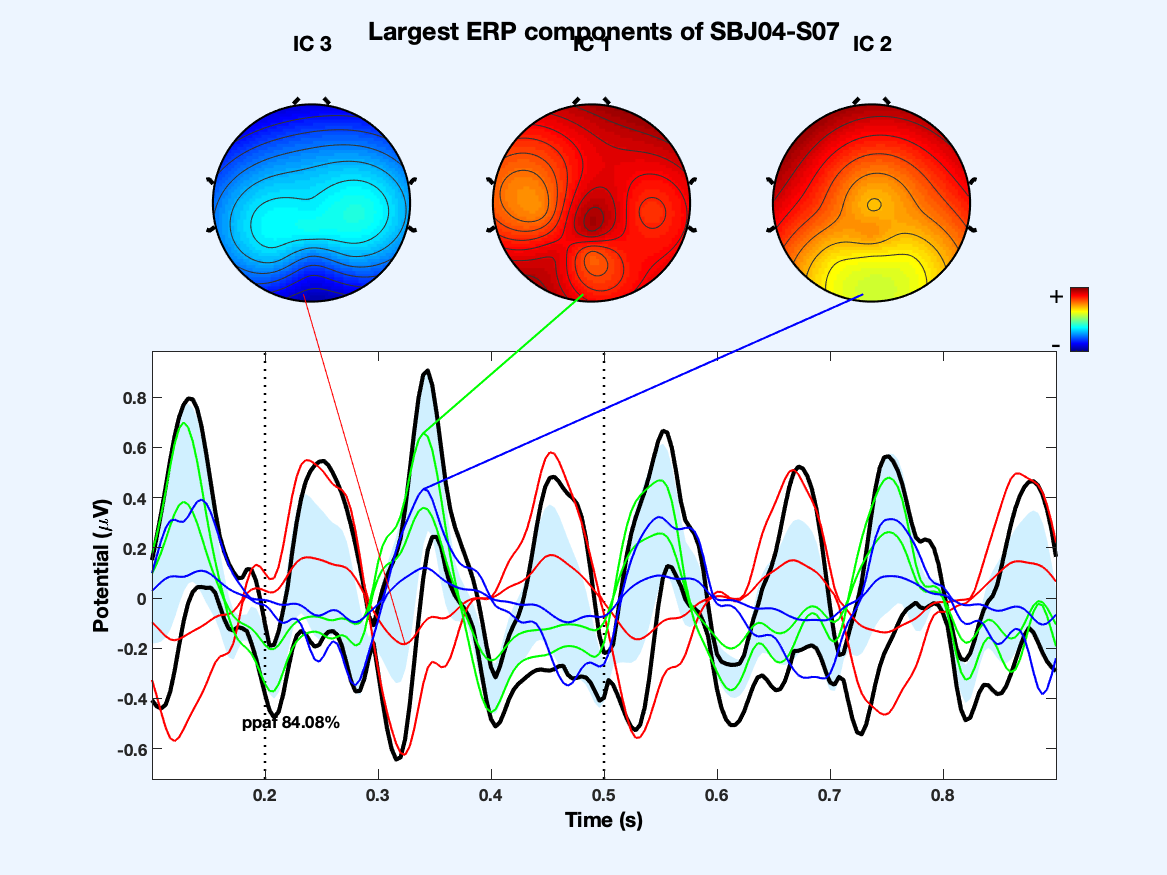 Largest ERP components of SBJ04-S07
IC 3
IC 1
IC 2
+
-
0.8
0.6
0.4
0.2
0
-0.2
-0.4
-0.6
Potential (μV)
ppaf 84.08%
0.2
0.3
0.4
0.5
0.6
0.7
0.8
Time (s)